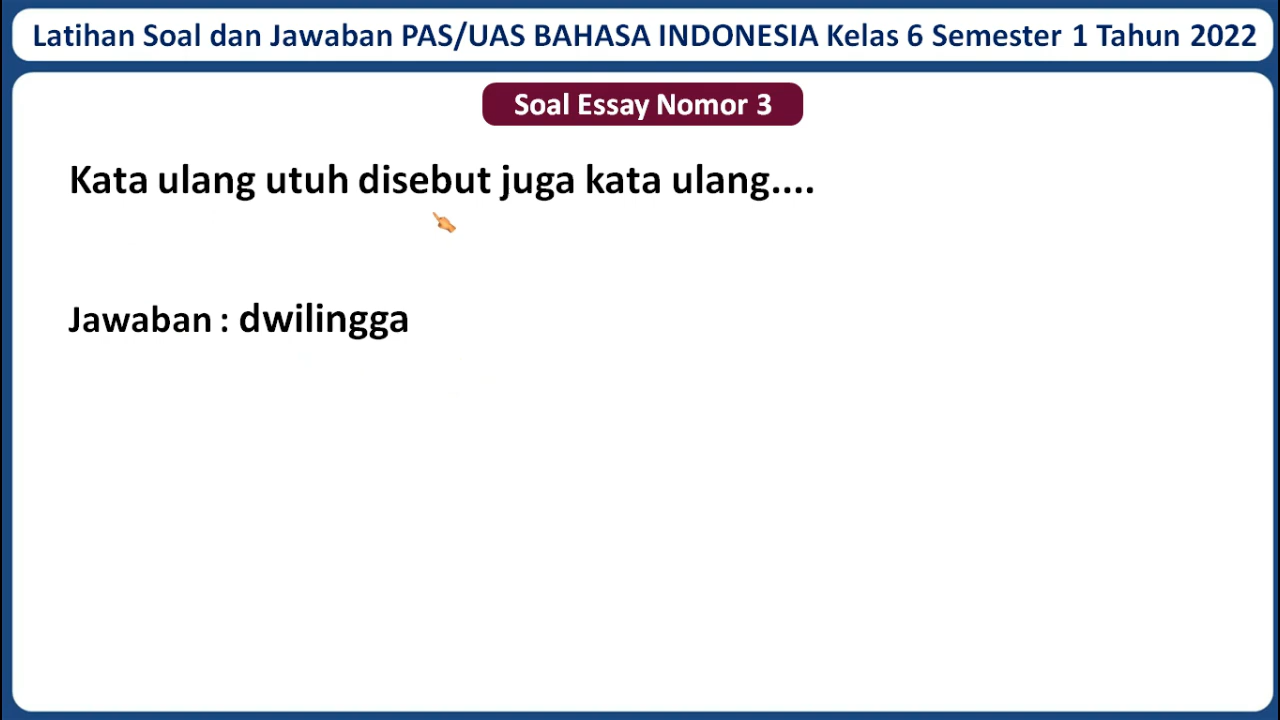 Latihan Soal dan Jawaban PAS/UAS BAHASA INDONESIA Kelas 6 Semester 1 Tahun 2022
Soal Essay Nomor 3
Kata ulang utuh disebut juga kata ulang....
Jawaban : dwilingga